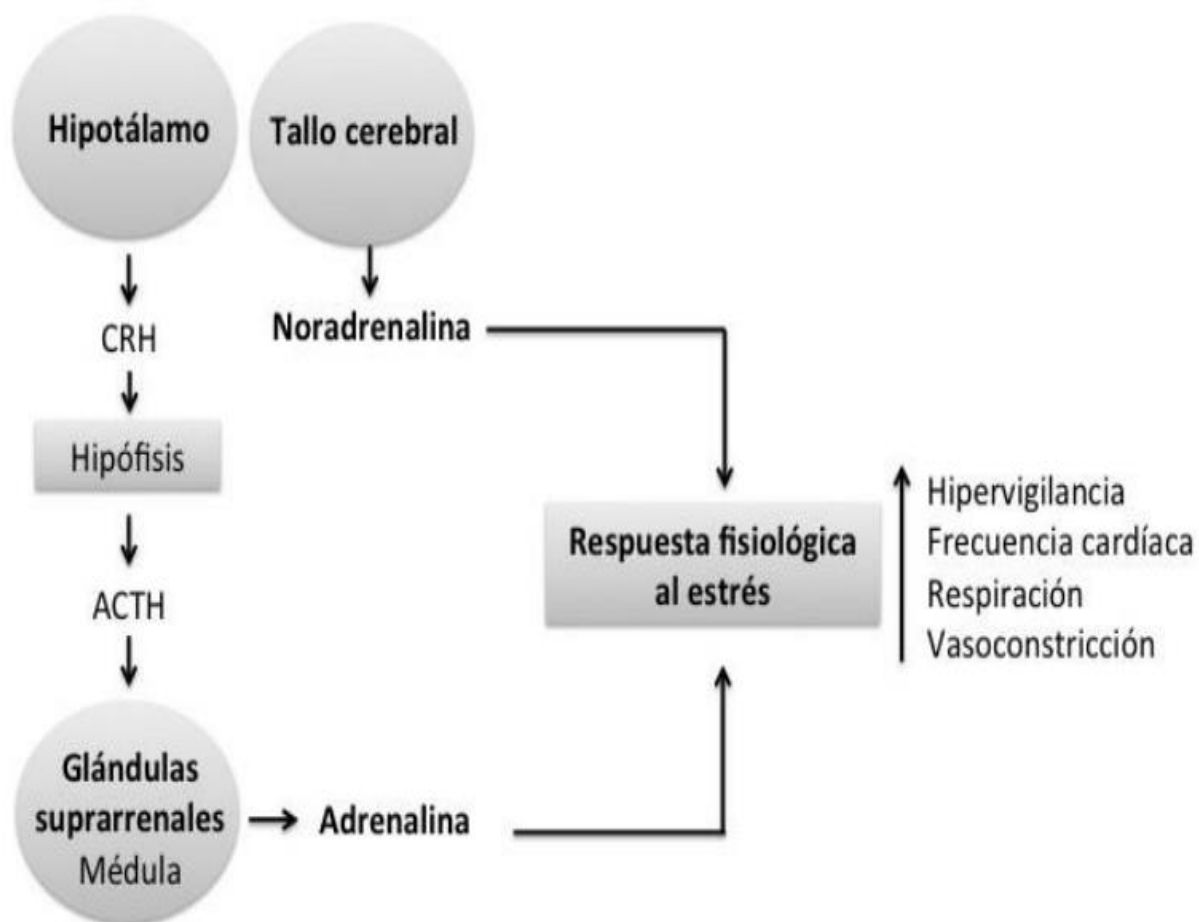 Hipotálamo
Tallo cerebral
CRH
Noradrenalina
Hipófisis
ACTH
Glándulas
suprarrenales
Médula
Adrenalina
Respuesta fisiológica
al estrés
Hipervigilancia
Frecuencia cardíaca
Respiración
Vasoconstricción